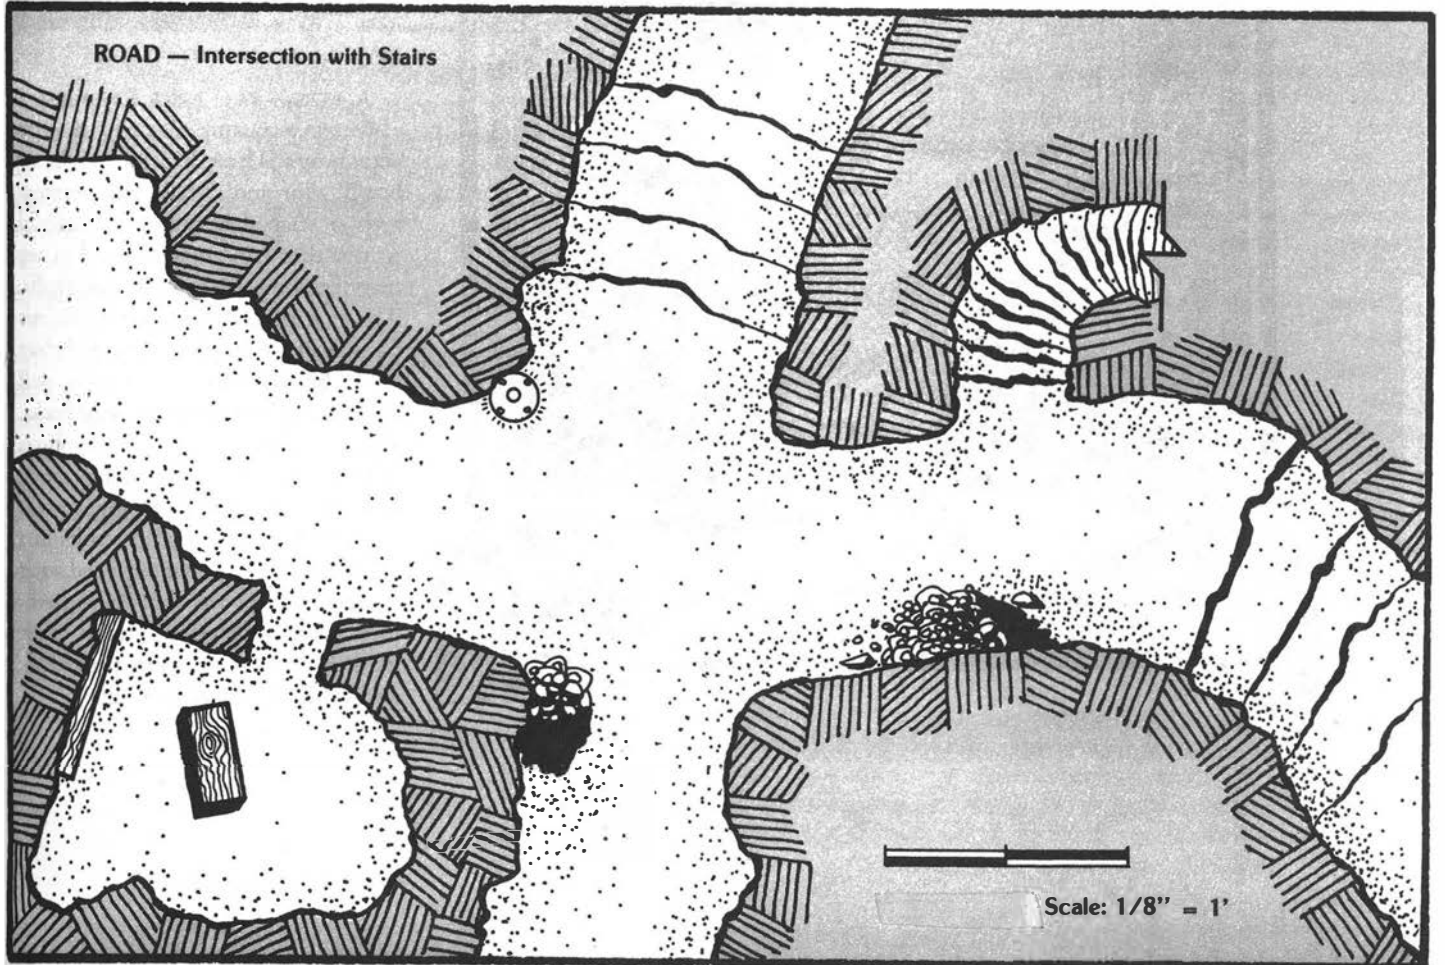 ROAD — Intersection with Stairs
Scale: 1/8” = 1’